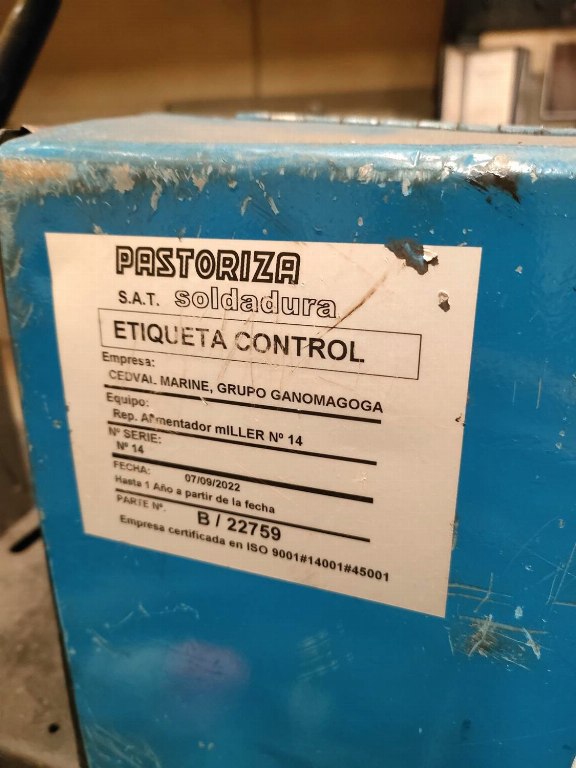 PASTORIZA
S.A.T. soldadura
ETIQUETA CONTROL
Empresa:
CEDVAL MARINE, GRUPO GANOMAGOGA
Equipo:
Rep. Alimentador mILLER Nº 14
Nº SERIE:
Nº 14
FECHA: 07/09/2022
Hasta 1 Año a partir de la fecha
PARTE Nº. B / 22759
Empresa certificada en ISO 9001#14001#45001